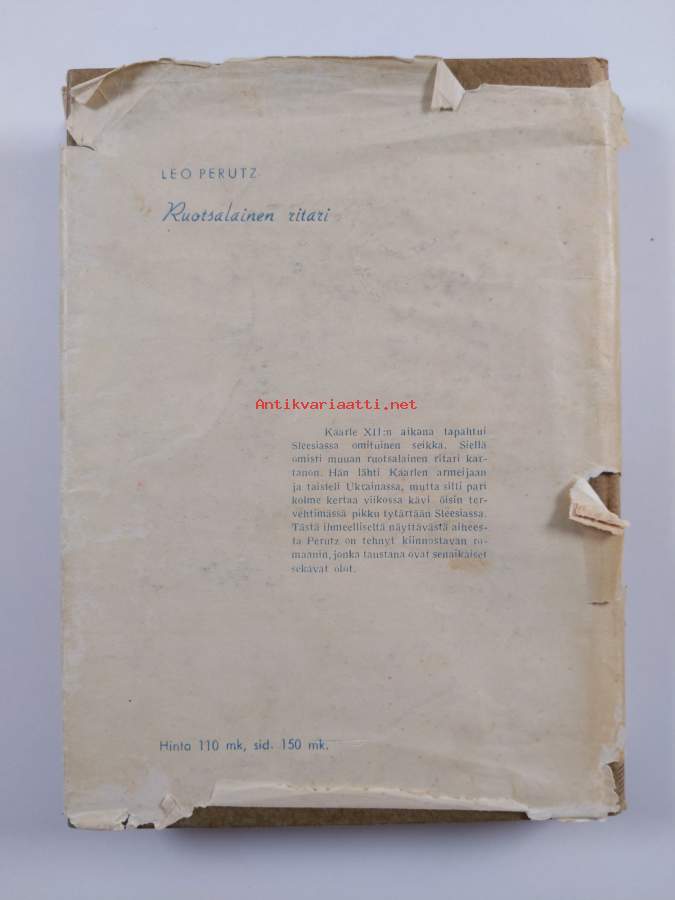 LEO PERUTZ
Ruotsalainen ritari
Antikvariaatti.net
Kaarle XII:n aikana tapahtui
Sleesiassa omituinen seikka. Siellä
omisti muuan ruotsalainen ritari kar-
tanon. Hän lähti Kaarlen armeijaan
ja taisteli Ukrainassa, mutta silti pari
kolme kertaa viikossa kävi öisin ter-
vehtimässä pikku tytärtään Sleesiassa.
Tästä ihmeelliseltä näyttävästä aihees-
ta Perutz on tehnyt kiinnostavan ro-
maanin, jonka taustana ovat senaikaiset
sekavat olot.
Hinta 110 mk, sid. 150 mk.